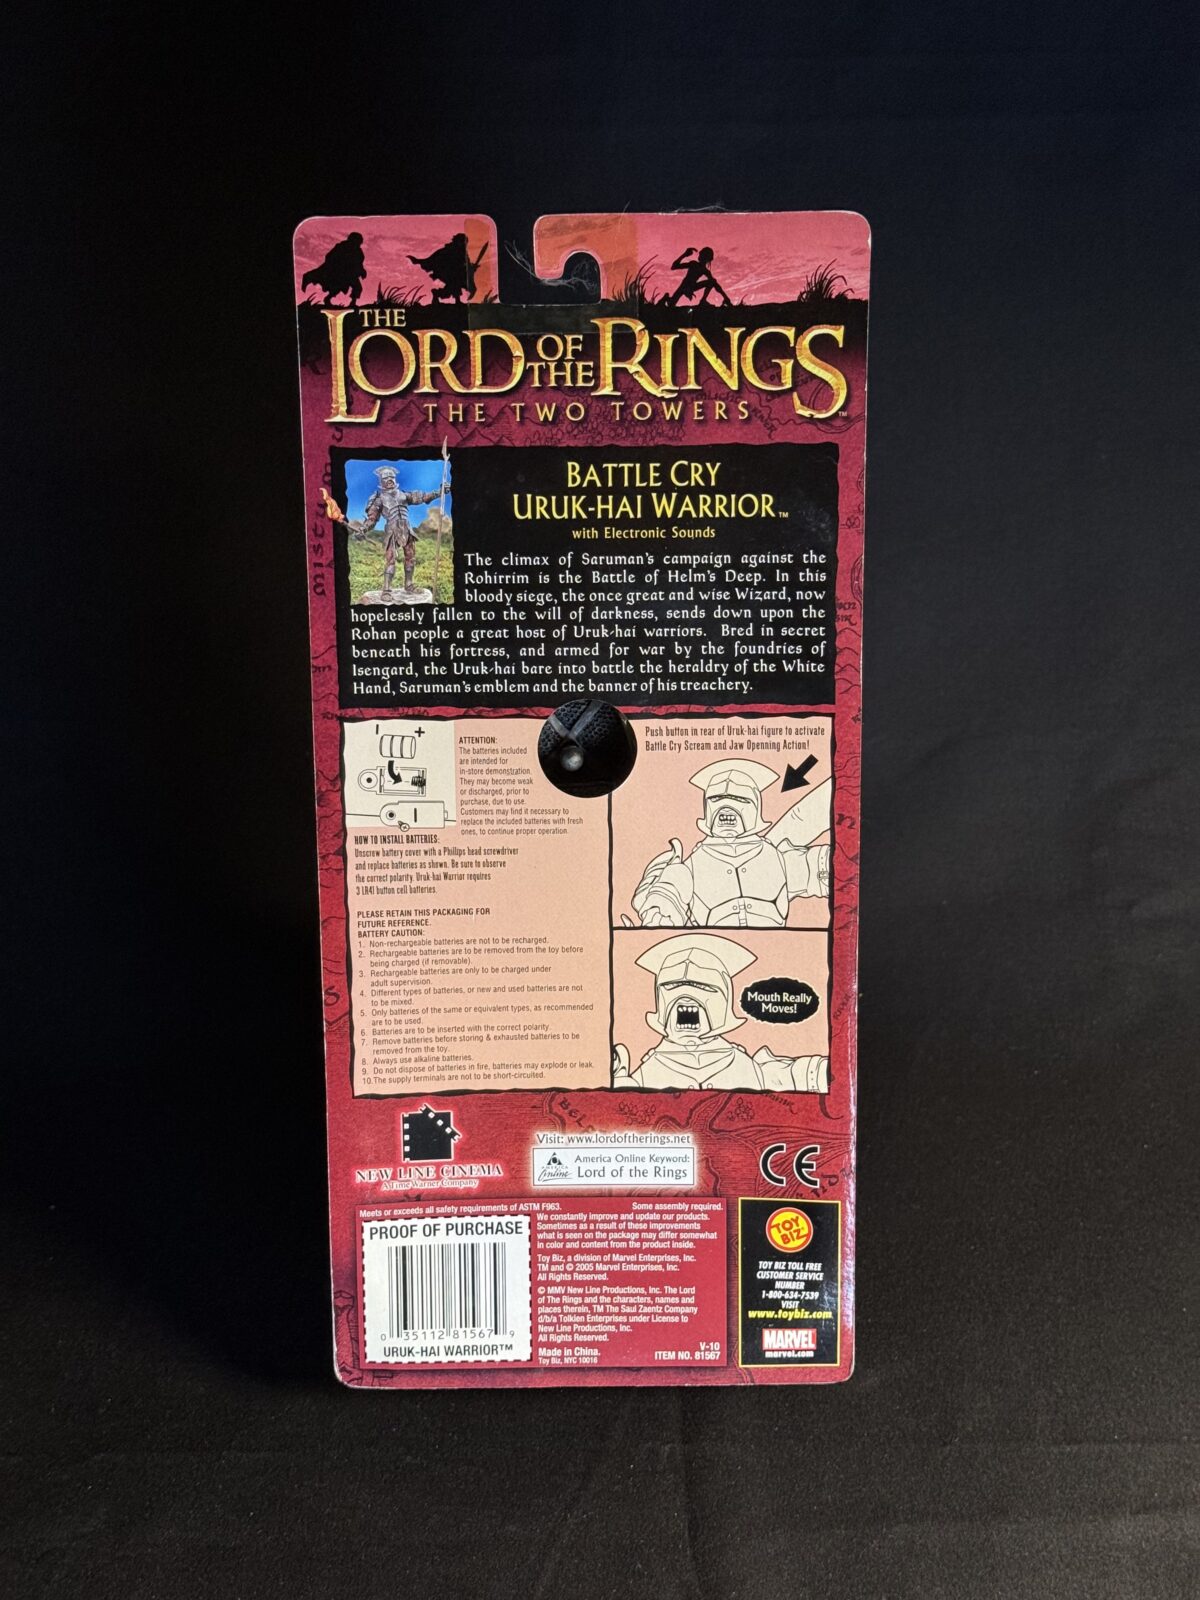 THE
LORD OF THE RINGS
THE TWO TOWERS
™
BATTLE CRY
URUK-HAI WARRIOR™
with Electronic Sounds
The climax of Saruman's campaign against the
Rohirrim is the Battle of Helm's Deep. In this
bloody siege, the once great and wise Wizard, now
hopelessly fallen to the will of darkness, sends down upon the
Rohan people a great host of Uruk-hai warriors. Bred in secret
beneath his fortress, and armed for war by the foundries of
Isengard, the Uruk-hai bare into battle the heraldry of the White
Hand, Saruman's emblem and the banner of his treachery.
- +
ATTENTION:
The batteries included
are intended for
in-store demonstration.
They may become weak
or discharged, prior to
purchase, due to use.
Customers may find it necessary to
replace the included batteries with fresh
ones, to continue proper operation.
HOW TO INSTALL BATTERIES:
Unscrew battery cover with a Phillips head screwdriver
and replace batteries as shown. Be sure to observe
the correct polarity. Uruk-hai Warrior requires
3 LR41 button cell batteries.
PLEASE RETAIN THIS PACKAGING FOR
FUTURE REFERENCE.
BATTERY CAUTION:
1. Non-rechargeable batteries are not to be recharged.
2. Rechargeable batteries are to be removed from the toy before
being charged (if removable).
3. Rechargeable batteries are only to be charged under
adult supervision.
4. Different types of batteries, or new and used batteries are not
to be mixed.
5. Only batteries of the same or equivalent types, as recommended
are to be used.
6. Batteries are to be inserted with the correct polarity.
7. Remove batteries before storing & exhausted batteries to be
removed from the toy.
8. Always use alkaline batteries.
9. Do not dispose of batteries in fire, batteries may explode or leak.
10. The supply terminals are not to be short-circuited.
Push button in rear of Uruk-hai figure to activate
Battle Cry Scream and Jaw Openning Action!
Mouth Really
Moves!
NEW LINE CINEMA
A Time Warner Company
Visit: www.lordoftherings.net
AMERICA
Online
America Online Keyword:
Lord of the Rings
CE
Meets or exceeds all safety requirements of ASTM F963.
Some assembly required.
PROOF OF PURCHASE
0 35112 81567 9
URUK-HAI WARRIOR™
We constantly improve and update our products.
Sometimes as a result of these improvements
what is seen on the package may differ somewhat
in color and content from the product inside.
Toy Biz, a division of Marvel Enterprises, Inc.
TM and © 2005 Marvel Enterprises, Inc.
All Rights Reserved.
© MMV New Line Productions, Inc. The Lord
of The Rings and the characters, names and
places therein, TM The Saul Zaentz Company
d/b/a Tolkien Enterprises under License to
New Line Productions, Inc.
All Rights Reserved.
Made in China.
Toy Biz, NYC 10016
V-10
ITEM NO. 81567
TOY
BIZ
TOY BIZ TOLL FREE
CUSTOMER SERVICE
NUMBER
1-800-634-7539
VISIT
www.toybiz.com
MARVEL
marvel.com